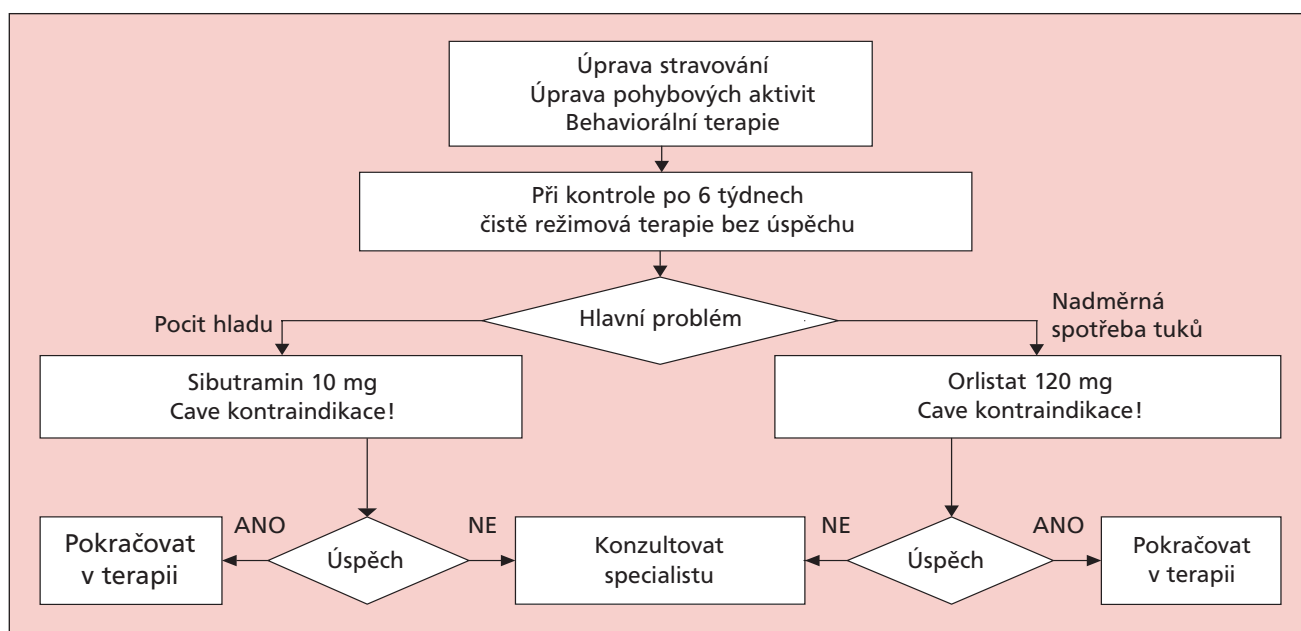 Úprava stravování
Úprava pohybových aktivit
Behaviorální terapie
Při kontrole po 6 týdnech
čistě režimová terapie bez úspěchu
Hlavní problém
Pocit hladu
Nadměrná
spotřeba tuků
Sibutramin 10 mg
Cave kontraindikace!
Orlistat 120 mg
Cave kontraindikace!
Pokračovat
v terapii
ANO
Úspěch
NE
Konzultovat
specialistu
NE
Úspěch
ANO
Pokračovat
v terapii